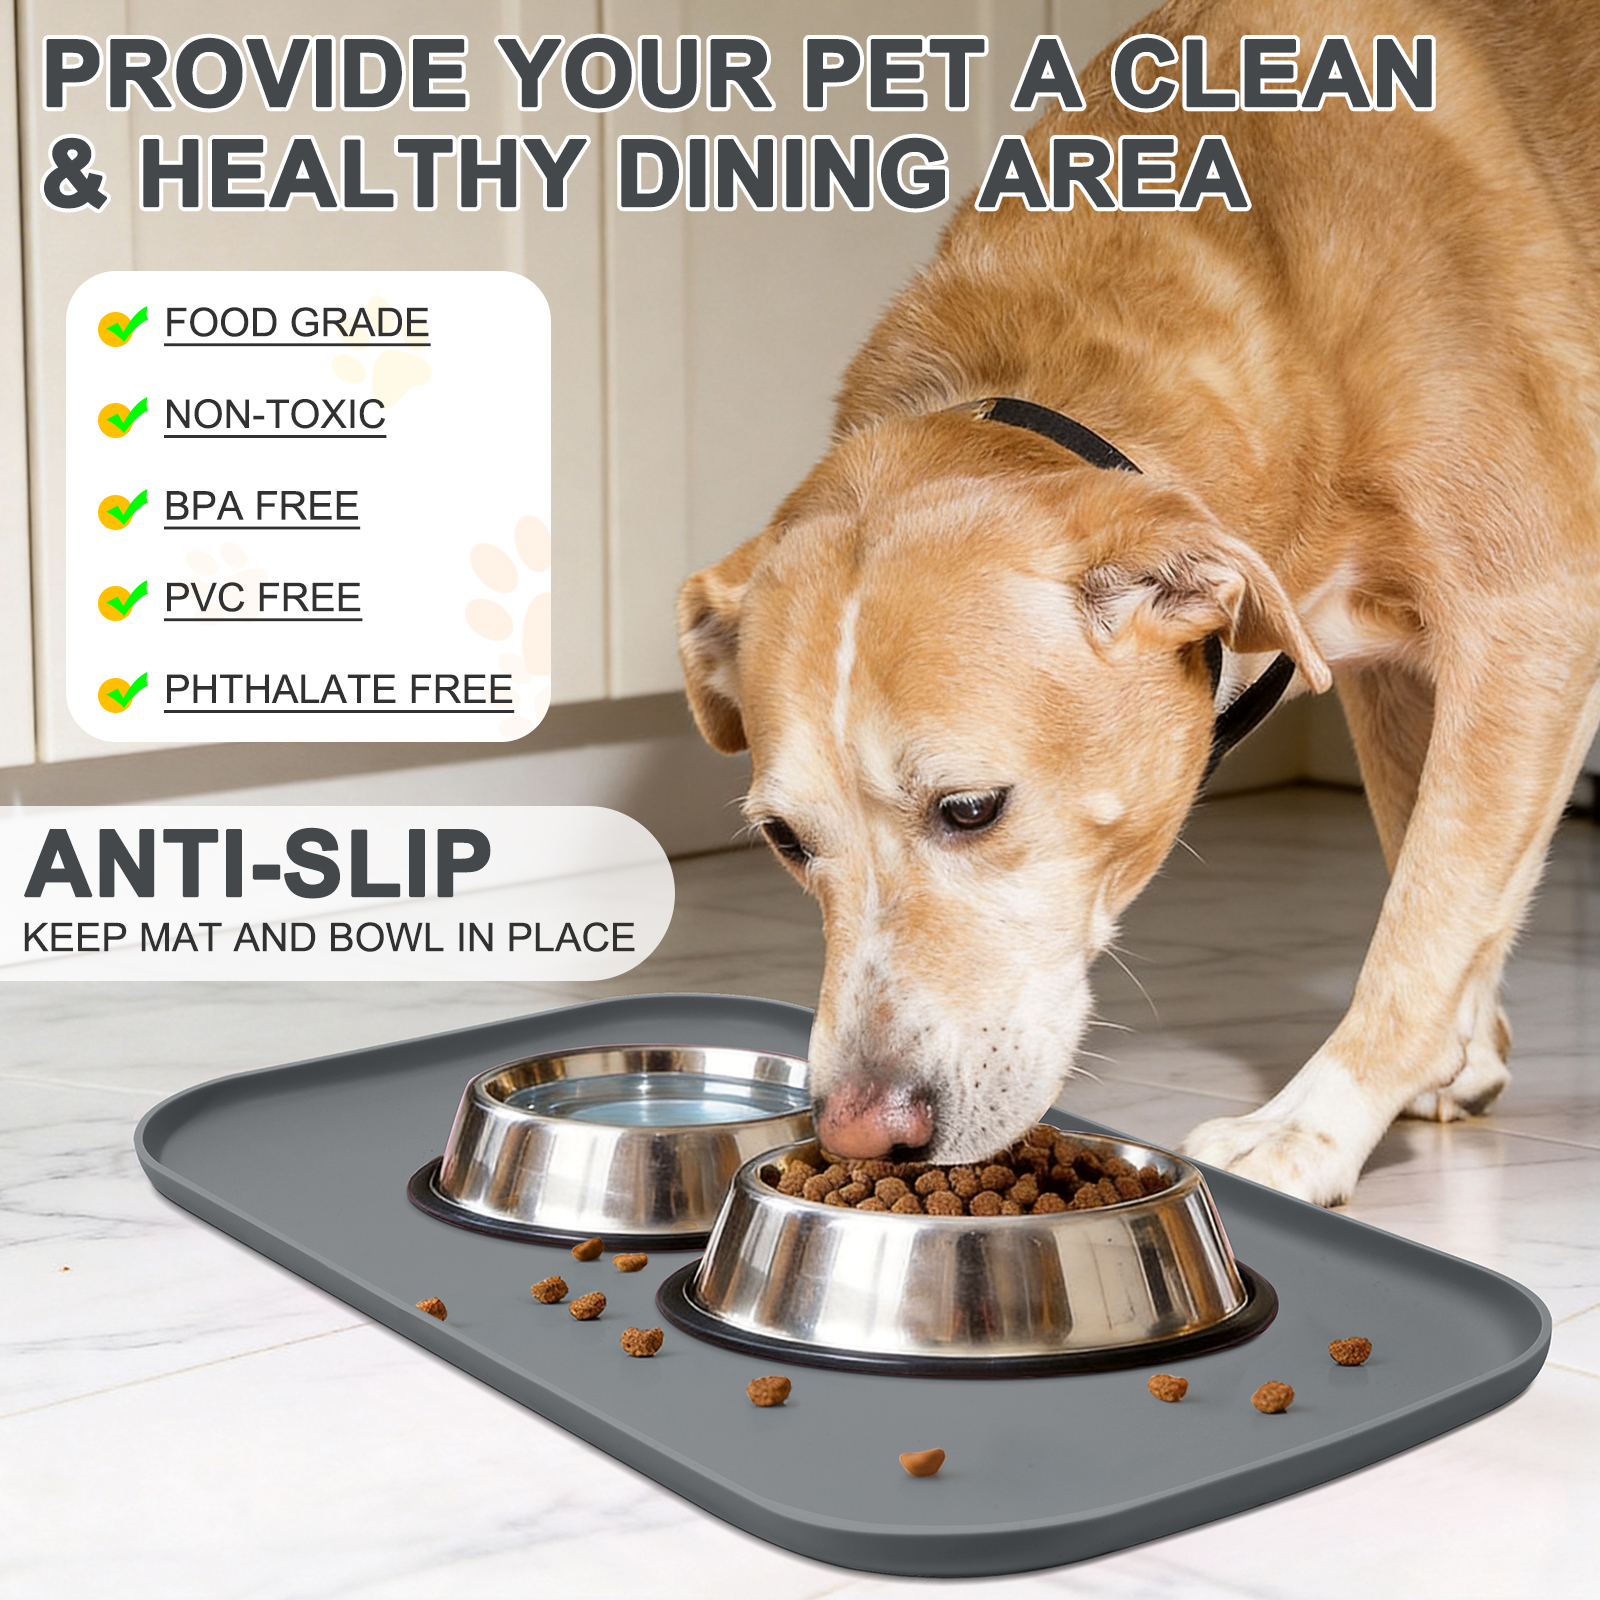 PROVIDE YOUR PET A CLEAN
& HEALTHY DINING AREA
FOOD GRADE
NON-TOXIC
BPA FREE
PVC FREE
PHTHALATE FREE
ANTI-SLIP
KEEP MAT AND BOWL IN PLACE